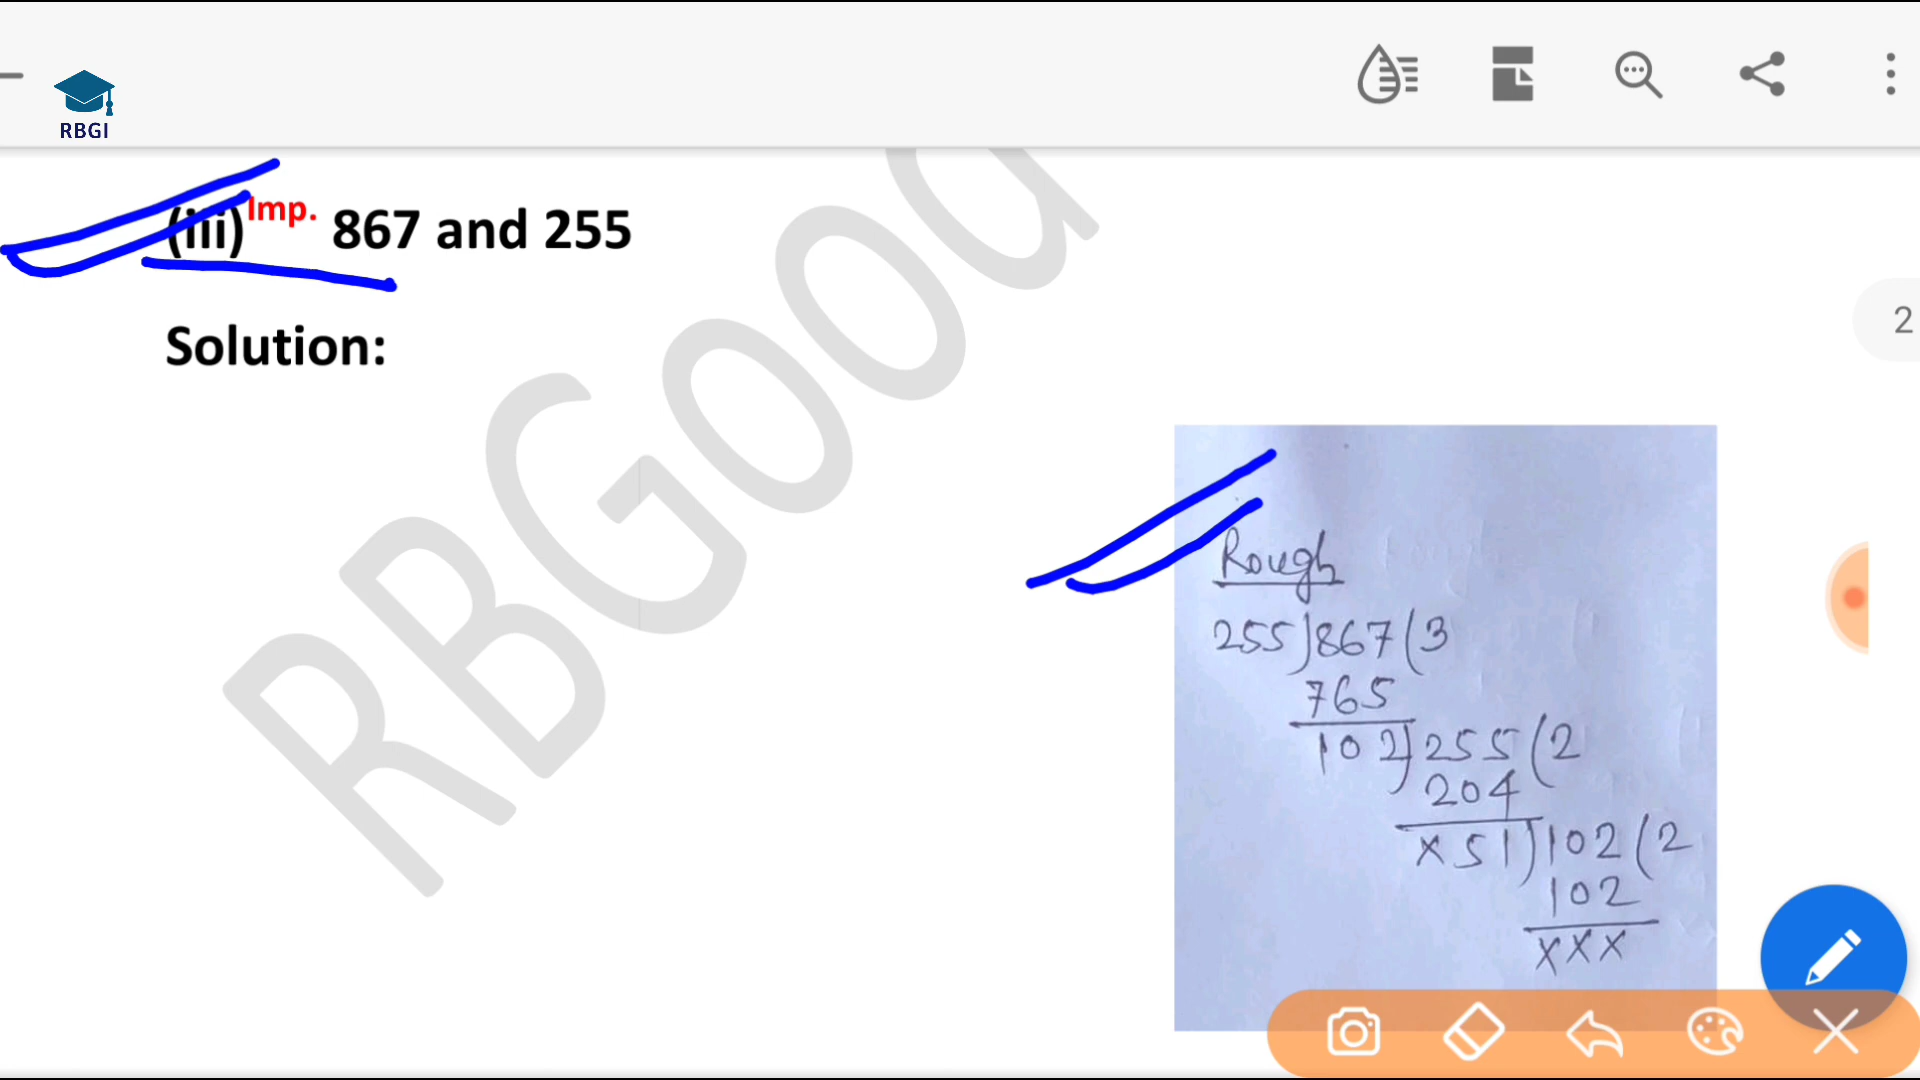 RBGI
(iii) Imp. 867 and 255
2
Solution:
RBGood
Rough
255)867(3
765
102)255(2
204
x51)102(2
102
xxx